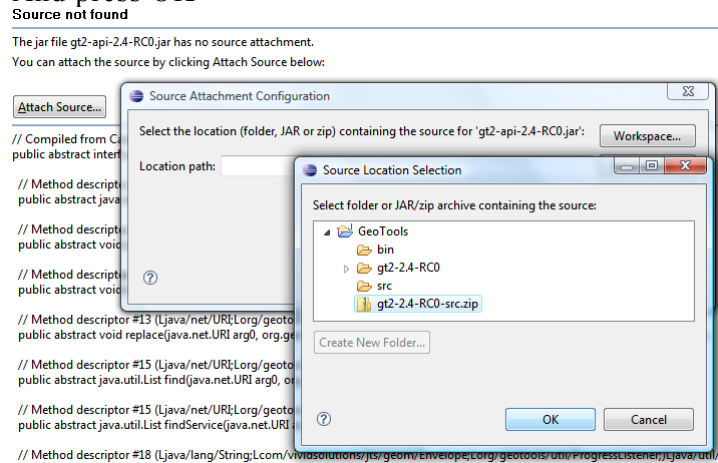 And press OK
Source not found
The jar file gt2-api-2.4-RC0.jar has no source attachment.
You can attach the source by clicking Attach Source below:
Attach Source...
Source Attachment Configuration
Select the location (folder, JAR or zip) containing the source for 'gt2-api-2.4-RC0.jar':
Workspace...
Location path:
Source Location Selection
Select folder or JAR/zip archive containing the source:
GeoTools
bin
gt2-2.4-RC0
src
gt2-2.4-RC0-src.zip
Create New Folder...
OK
Cancel
// Compiled from Ca
public abstract interf
// Method descripto
public abstract java
// Method descripto
public abstract void
// Method descripto
public abstract void
// Method descriptor #13 (Ljava/net/URI;Lorg/geoto
public abstract void replace(java.net.URI arg0, org.ge
// Method descriptor #15 (Ljava/net/URI;Lorg/geoto
public abstract java.util.List find(java.net.URI arg0, or
// Method descriptor #15 (Ljava/net/URI;Lorg/geoto
public abstract java.util.List findService(java.net.URI a
// Method descriptor #18 (Ljava/lang/String;Lcom/vividsolutions/jts/geom/Envelope;Lorg/geotools/util/ProgressListener;)Ljava/util/